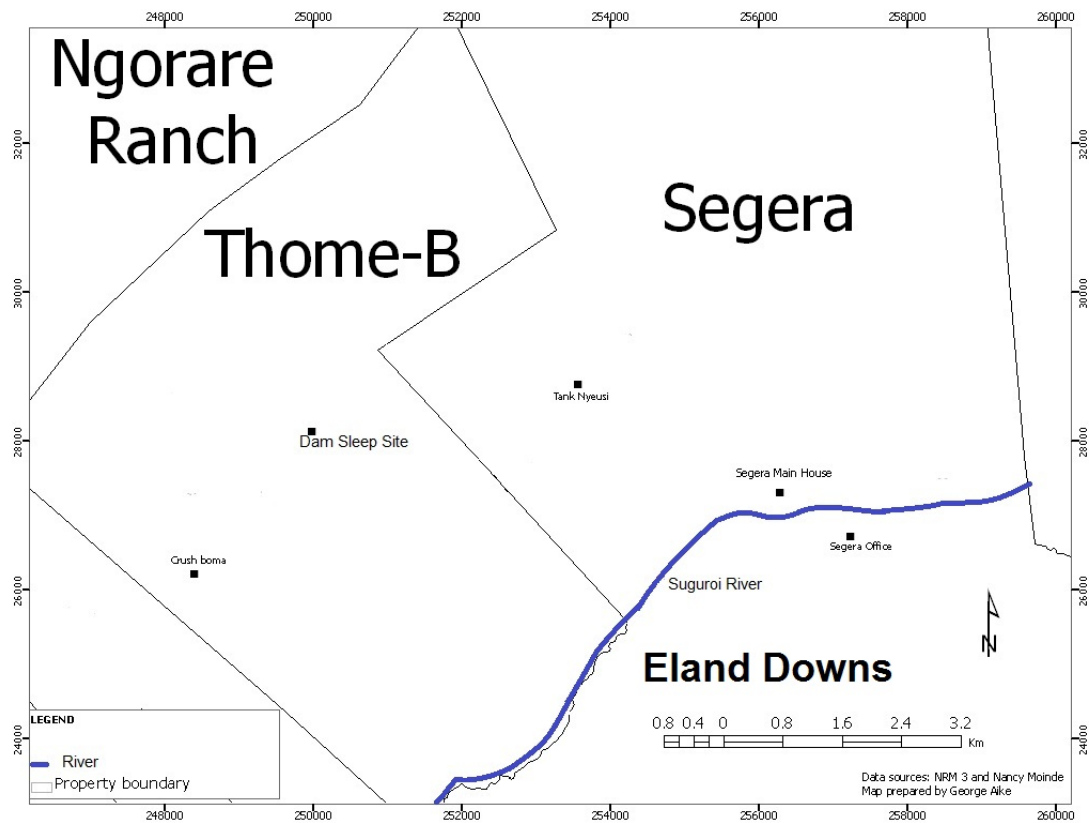 248000 250000 252000 254000 256000 258000 260000
Ngorare
Ranch
32000
32000
Segera
Thome-B
30000
30000
Tank Nyeusi
Dam Sleep Site
28000
28000
Segera Main House
Segera Office
Crush boma
26000
26000
Suguroi River
N
Eland Downs
LEGEND
River
Property boundary
24000
24000
0.8 0.4 0 0.8 1.6 2.4 3.2
Km
Data sources: NRM 3 and Nancy Moinde
Map prepared by George Aike
248000 250000 252000 254000 256000 258000 260000